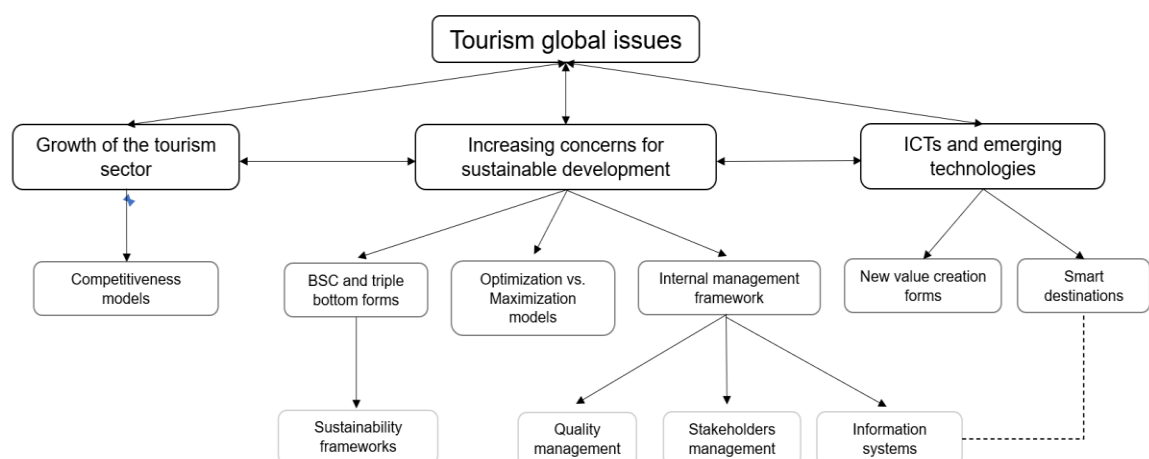 Tourism global issues
Growth of the tourism
sector
Increasing concerns for
sustainable development
ICTs and emerging
technologies
Competitiveness
models
BSC and triple
bottom forms
Optimization vs.
Maximization
models
Internal management
framework
New value creation
forms
Smart
destinations
Sustainability
frameworks
Quality
management
Stakeholders
management
Information
systems